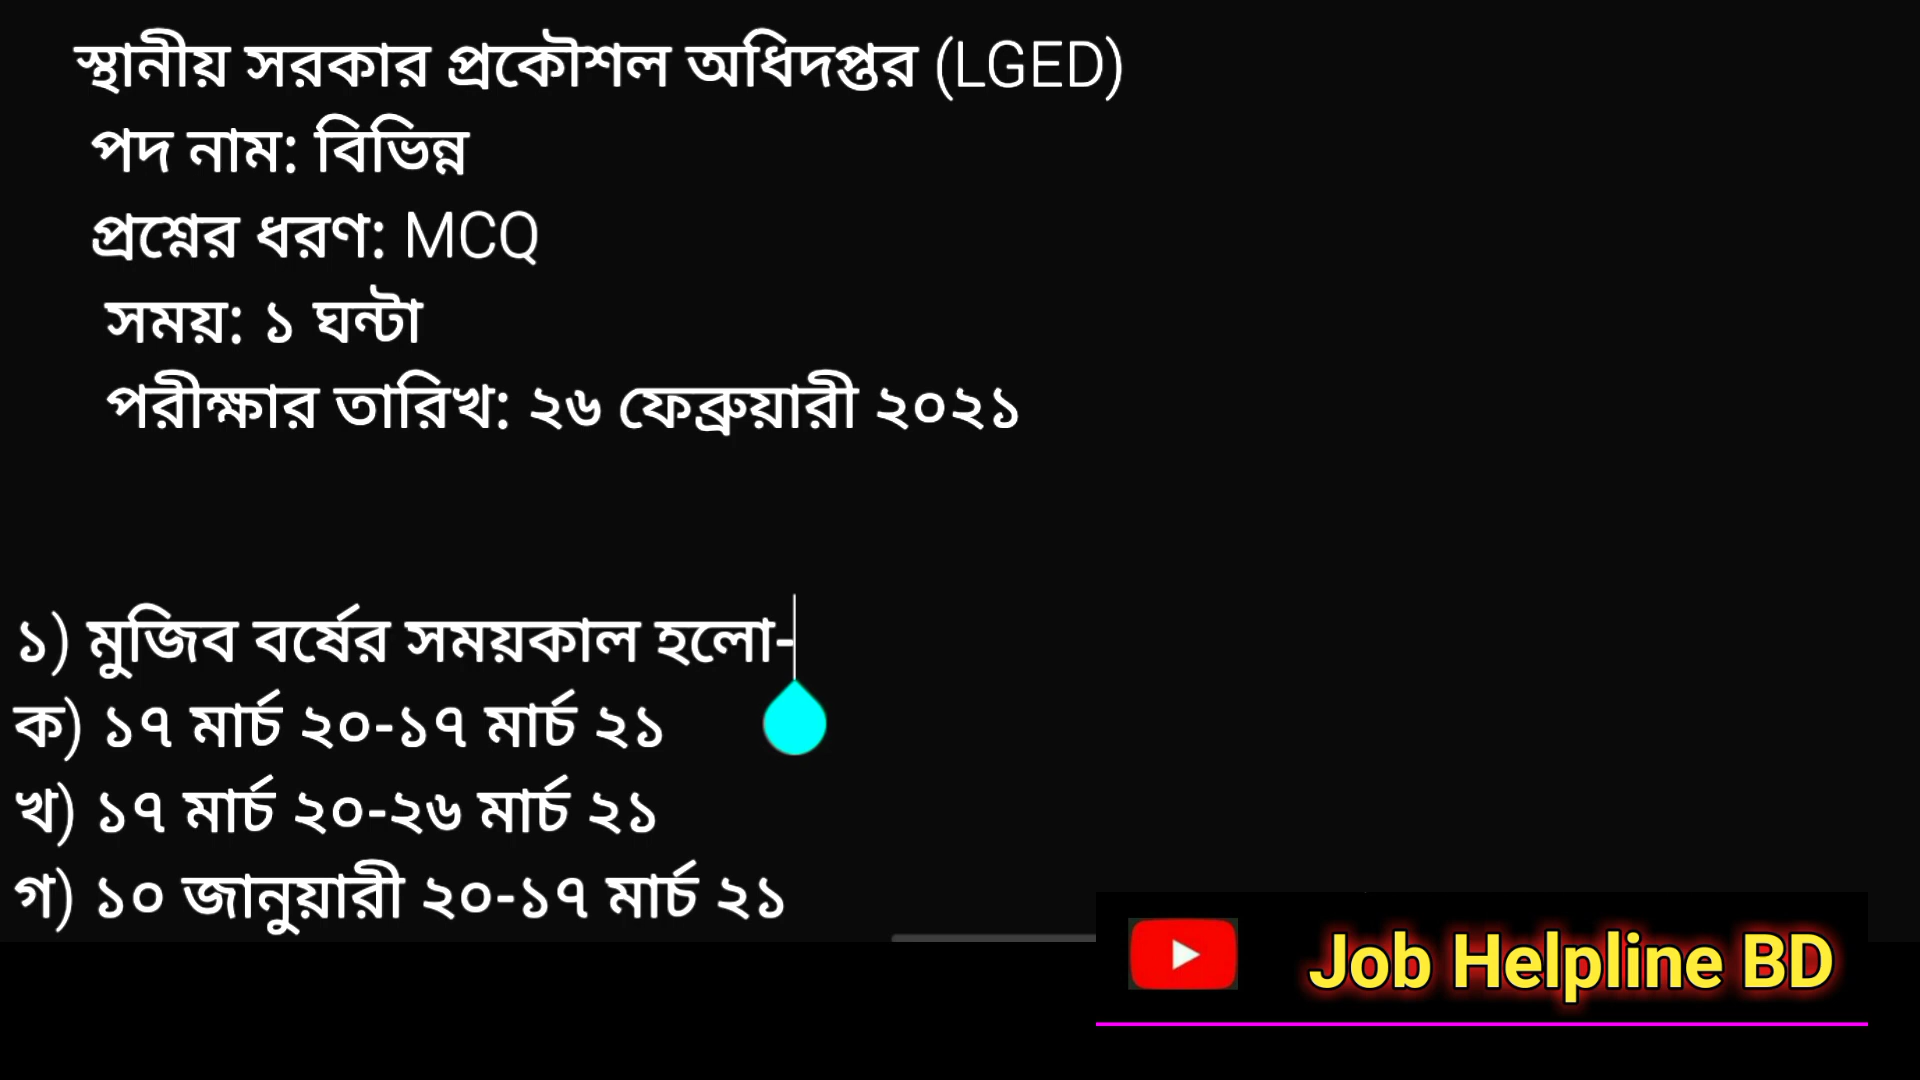 স্থানীয় সরকার প্রকৌশল অধিদপ্তর (LGED)
পদ নাম: বিভিন্ন
প্রশ্নের ধরণ: MCQ
সময়: ১ ঘন্টা
পরীক্ষার তারিখ: ২৬ ফেব্রুয়ারী ২০২১
১) মুজিব বর্ষের সময়কাল হলো-
ক) ১৭ মার্চ ২০-১৭ মার্চ ২১
খ) ১৭ মার্চ ২০-২৬ মার্চ ২১
গ) ১০ জানুয়ারী ২০-১৭ মার্চ ২১
Job Helpline BD